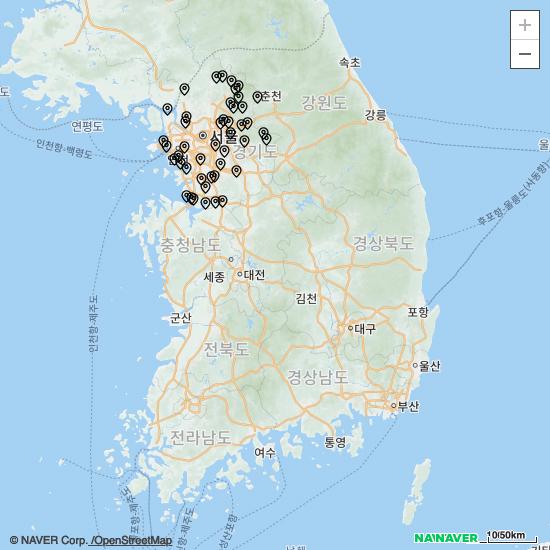 +
−
속초
춘천
강원도
연평도
강릉
서울
인천항-백령도
인천
경기도
울
후포항-울릉도(사동항)
충청남도
경상북도
세종
대전
김천
인천항-제주도
군산
포항
전북도
대구
경상남도
울산
부산
전라남도
여수
통영
© NAVER Corp. /OpenStreetMap
NAVER
10/50km